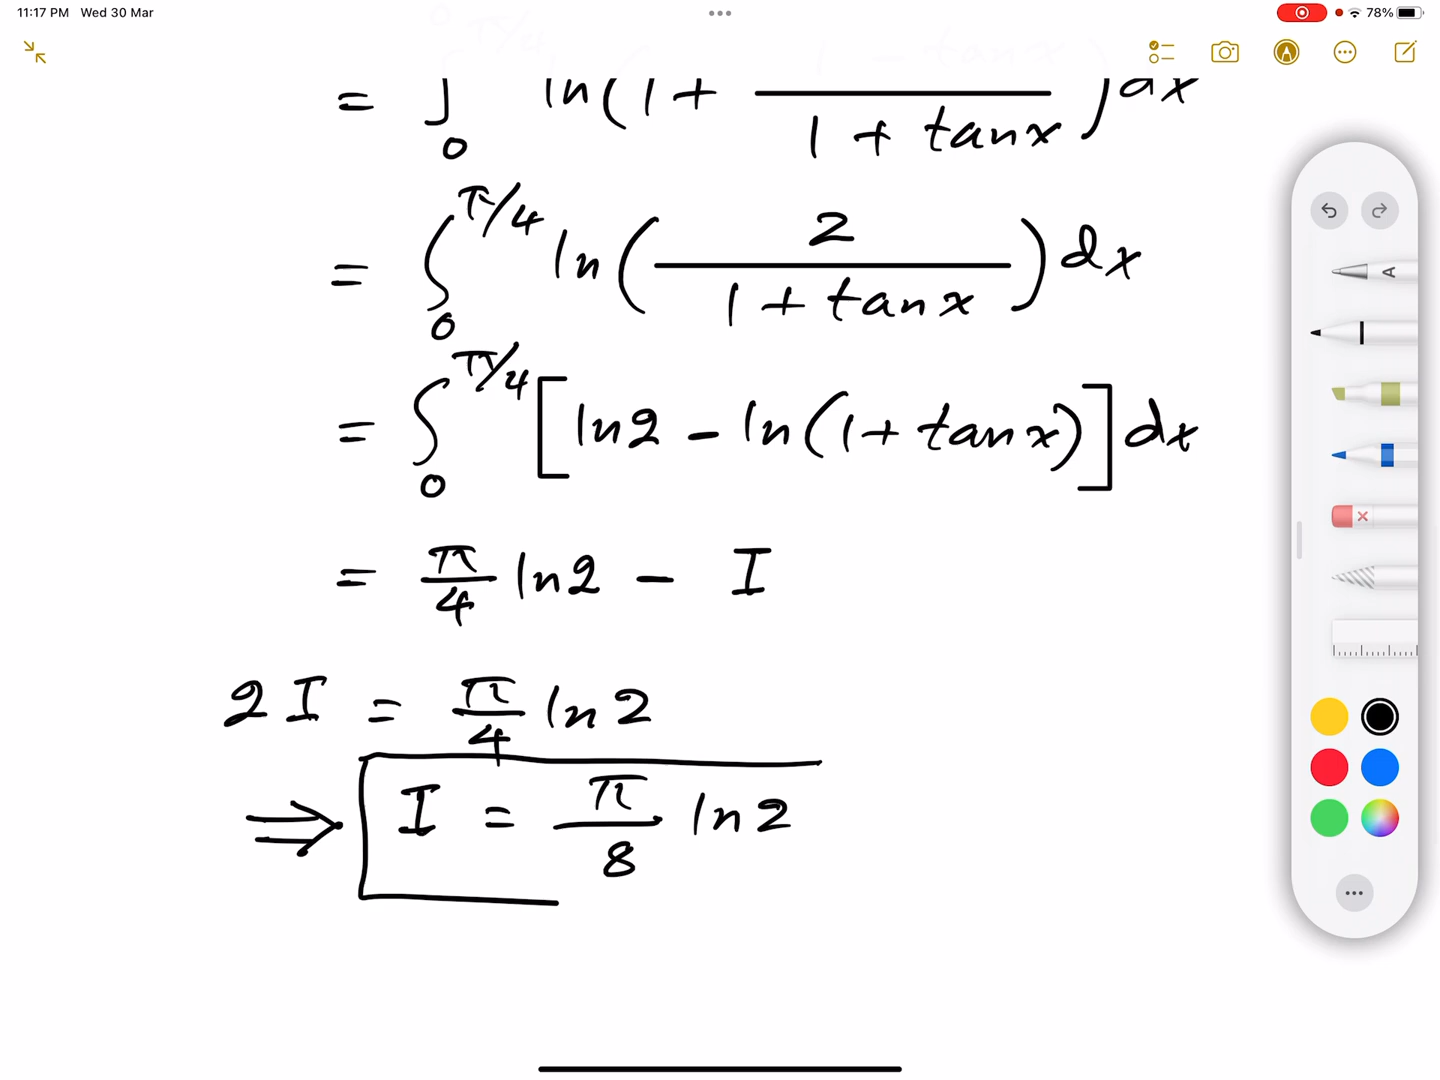 11:17 PM Wed 30 Mar 78%
= ∫₀ ln(1 + ―/(1 + tanx)) dx
= ∫₀^(π/4) ln(2/(1 + tanx)) dx
= ∫₀^(π/4) [ln2 - ln(1 + tanx)] dx
= π/4 ln2 - I
2I = π/4 ln2
⇒ I = π/8 ln2
A